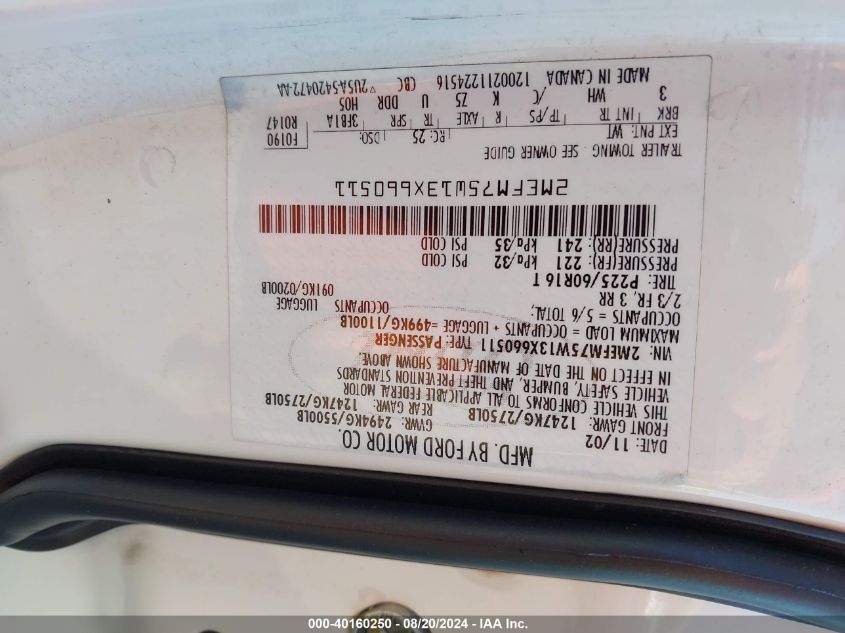 MFD. BY FORD MOTOR CO.
DATE: 11/02 GVWR: 2494KG/5500LB
FRONT GAWR: 1247KG/2750LB REAR GAWR: 1247KG/2750LB
THIS VEHICLE CONFORMS TO ALL APPLICABLE FEDERAL MOTOR
VEHICLE SAFETY, BUMPER, AND THEFT PREVENTION STANDARDS
IN EFFECT ON THE DATE OF MANUFACTURE SHOWN ABOVE.
VIN: 2MEFM75W13X660511 TYPE: PASSENGER
MAXIMUM LOAD = OCCUPANTS + LUGGAGE =499KG/1100LB
OCCUPANTS = 5/6 TOTAL: OCCUPANTS LUGGAGE
2/3 FR, 3 RR 091KG/0200LB
TIRE: P225/60R16 T
PRESSURE(FR): 221 kPa/32 PSI COLD
PRESSURE(RR): 241 kPa/35 PSI COLD
2MEFM75W13X660511
TRAILER TOWING - SEE OWNER GUIDE
EXT PNT: WT RC: 25 DSO: F0190
BRK INT TR TP/PS R AXLE TR SPR 3FB1A R0147
3 WH / K Z5 U DDR H05
MADE IN CANADA 1200211224516 CBC ▽2U5A-5420472-AA
000-40160250 - 08/20/2024 - IAA Inc.